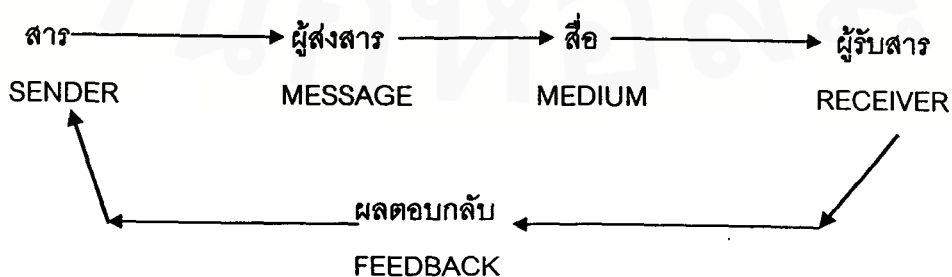 สาร ผู้ส่งสาร สื่อ ผู้รับสาร
SENDER MESSAGE MEDIUM RECEIVER
ผลตอบกลับ
FEEDBACK